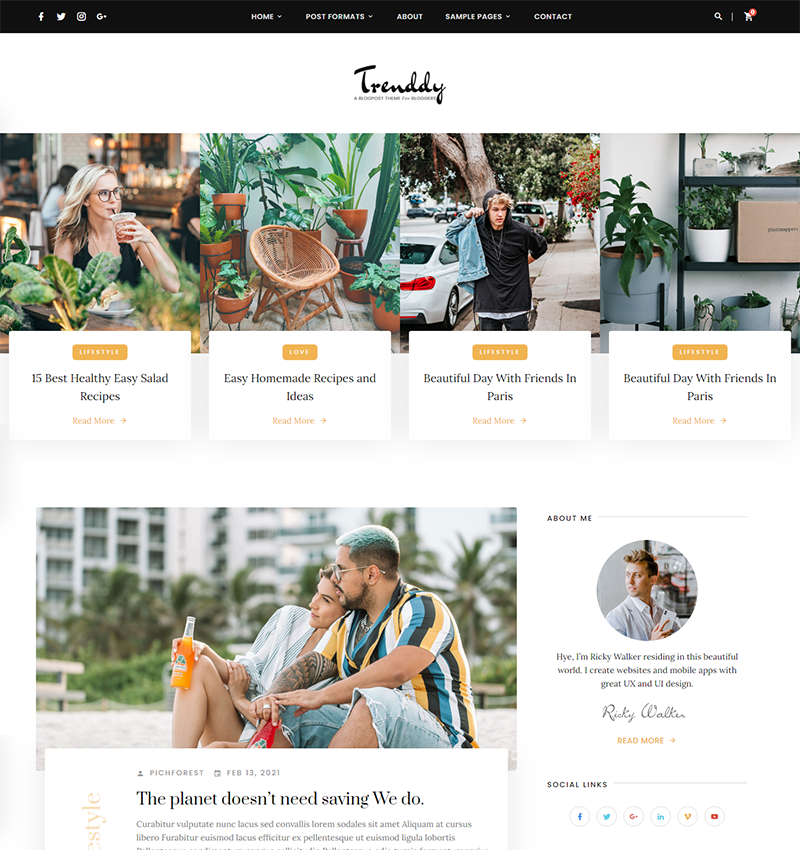 HOME POST FORMATS ABOUT SAMPLE PAGES CONTACT
0
Trenddy
A BLOGPOST THEME For BLOGGERS
plantmappers
LIFESTYLE
15 Best Healthy Easy Salad
Recipes
Read More
LOVE
Easy Homemade Recipes and
Ideas
Read More
LIFESTYLE
Beautiful Day With Friends In
Paris
Read More
LIFESTYLE
Beautiful Day With Friends In
Paris
Read More
PICHFOREST FEB 13, 2021
The planet doesn't need saving We do.
Curabitur vulputate nunc lacus sed convallis lorem sodales sit amet Aliquam at cursus
libero Furabitur euismod lacus efficitur ex pellentesque ut euismod ligula lobortis
estyle
ABOUT ME
Hye, I'm Ricky Walker residing in this beautiful
world. I create websites and mobile apps with
great UX and UI design.
Ricky Walker
READ MORE
SOCIAL LINKS